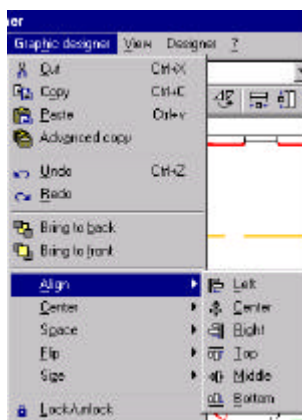 ner
Graphic designer View Designer ?
Cut Ctrl+X
Copy Ctrl+C
Paste Ctrl+v
Advanced copy
Undo Ctrl+Z
Redo
Bring to back
Bring to front
Align
Center
Space
Flip
Size
Lock/unlock
Left
Center
Right
Top
Middle
Bottom